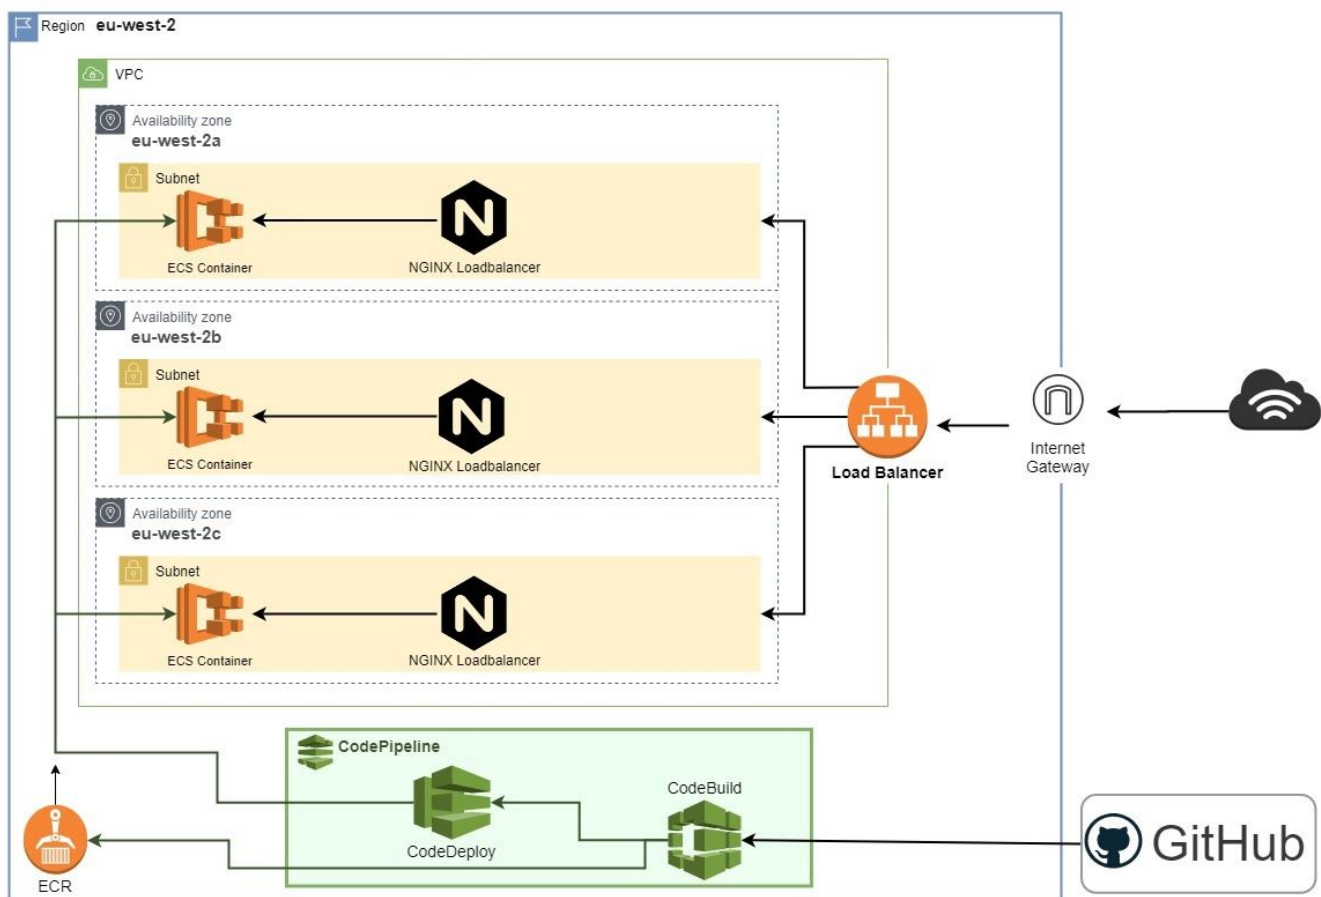 Region eu-west-2
VPC
Availability zone
eu-west-2a
Subnet
ECS Container
NGINX Loadbalancer
Availability zone
eu-west-2b
Subnet
ECS Container
NGINX Loadbalancer
Availability zone
eu-west-2c
Subnet
ECS Container
NGINX Loadbalancer
Load Balancer
Internet
Gateway
CodePipeline
CodeBuild
CodeDeploy
ECR
GitHub